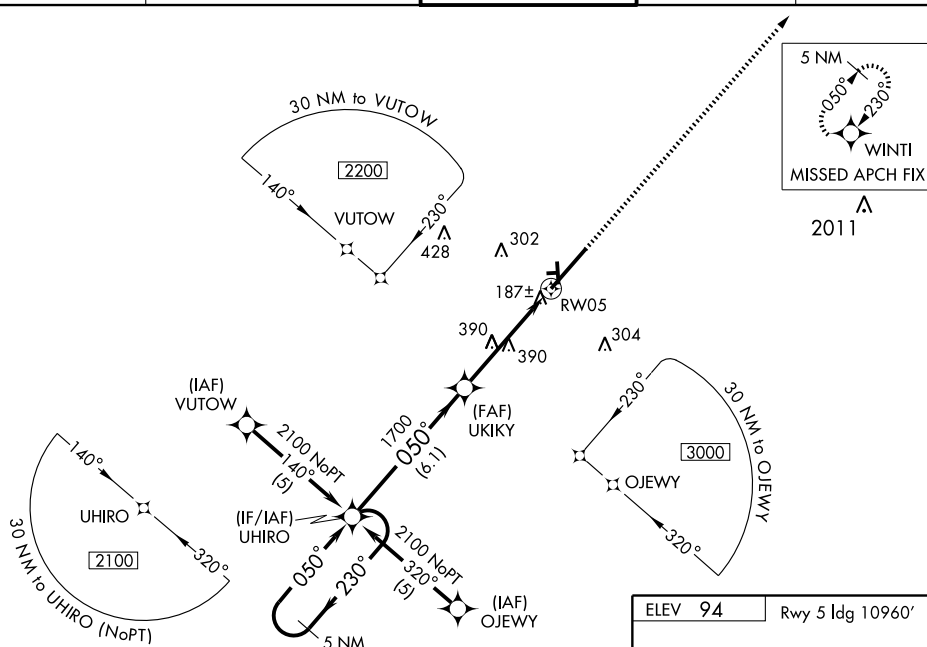 30 NM to VUTOW
2200
140°
VUTOW
230°
428
302
187±
RW05
390
390
304
5 NM
050°
230°
WINTI
MISSED APCH FIX
2011
(IAF)
VUTOW
2100 NoPT
140°
(5)
1700
050°
(6.1)
(FAF)
UKIKY
230°
30 NM to OJEWY
3000
OJEWY
320°
140°
UHIRO
2100
320°
30 NM to UHIRO (NoPT)
(IF/IAF)
UHIRO
050°
230°
5 NM
2100 NoPT
320°
(5)
(IAF)
OJEWY
ELEV 94
Rwy 5 ldg 10960'